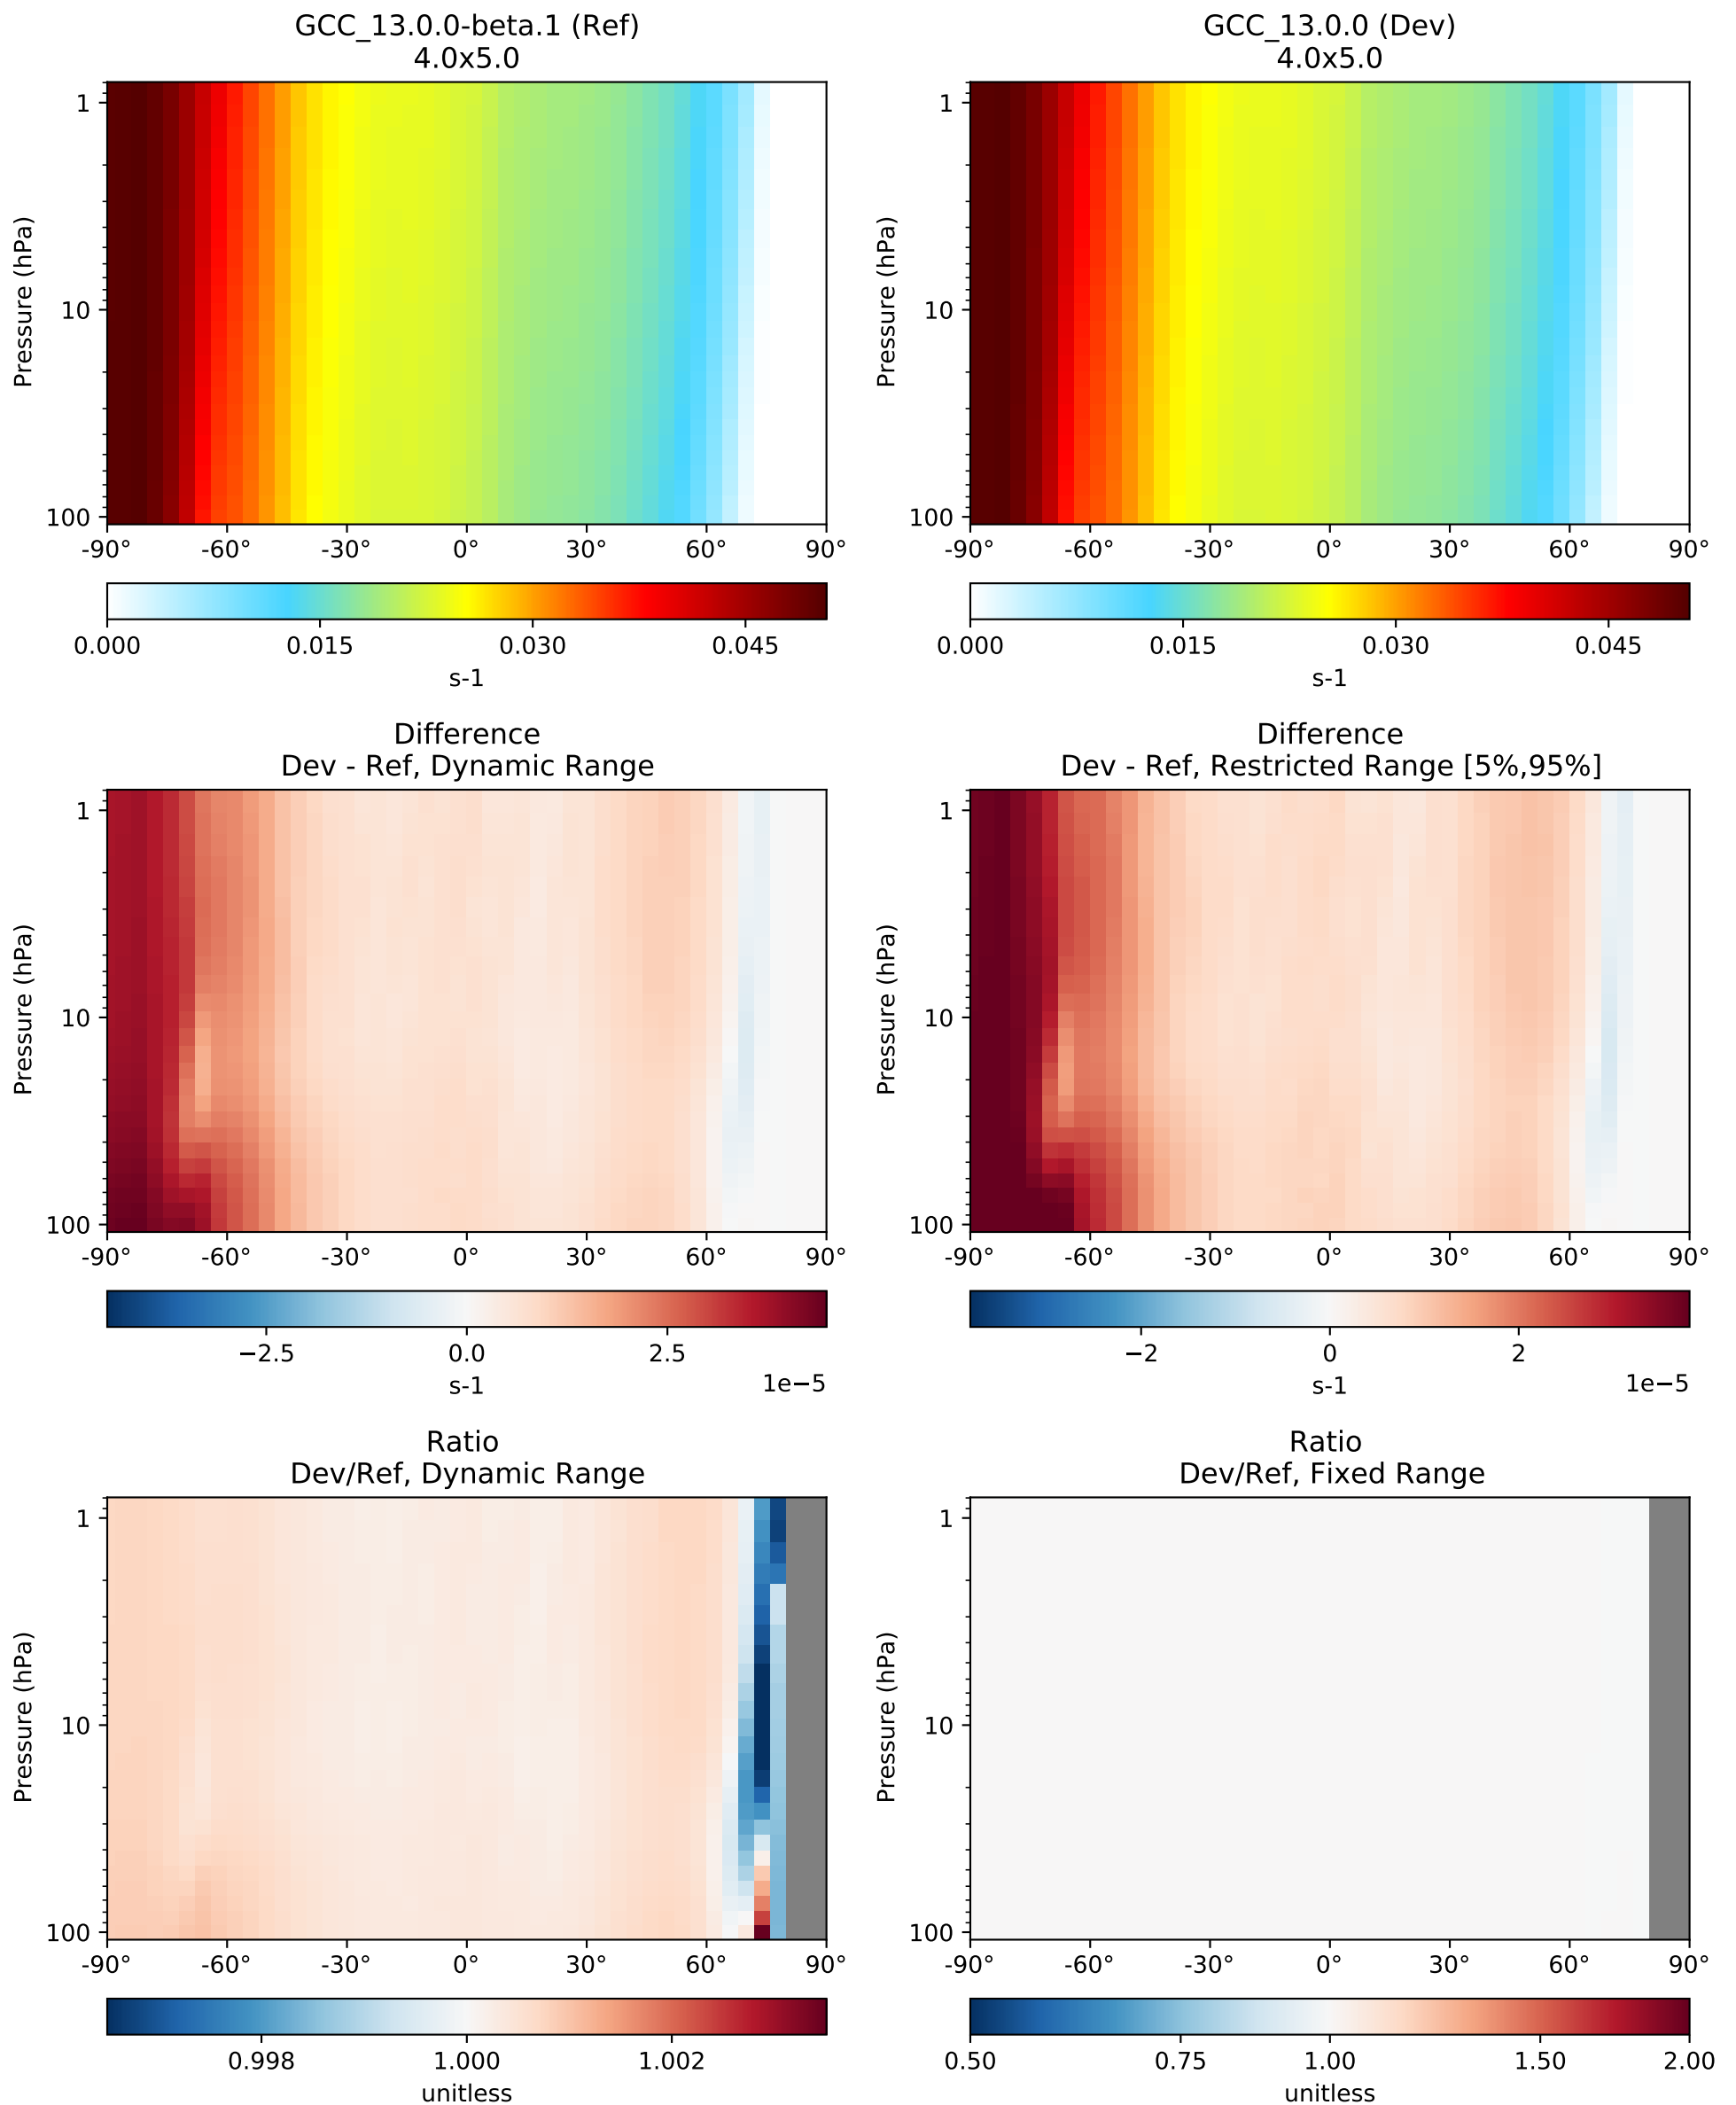 GCC_13.0.0-beta.1 (Ref)
4.0x5.0
Pressure (hPa)
1
10
100
-90° -60° -30° 0° 30° 60° 90°
0.000 0.015 0.030 0.045
s-1
GCC_13.0.0 (Dev)
4.0x5.0
Pressure (hPa)
1
10
100
-90° -60° -30° 0° 30° 60° 90°
0.000 0.015 0.030 0.045
s-1
Difference
Dev - Ref, Dynamic Range
Pressure (hPa)
1
10
100
-90° -60° -30° 0° 30° 60° 90°
−2.5 0.0 2.5
s-1 1e−5
Difference
Dev - Ref, Restricted Range [5%,95%]
Pressure (hPa)
1
10
100
-90° -60° -30° 0° 30° 60° 90°
−2 0 2
s-1 1e−5
Ratio
Dev/Ref, Dynamic Range
Pressure (hPa)
1
10
100
-90° -60° -30° 0° 30° 60° 90°
0.998 1.000 1.002
unitless
Ratio
Dev/Ref, Fixed Range
Pressure (hPa)
1
10
100
-90° -60° -30° 0° 30° 60° 90°
0.50 0.75 1.00 1.50 2.00
unitless